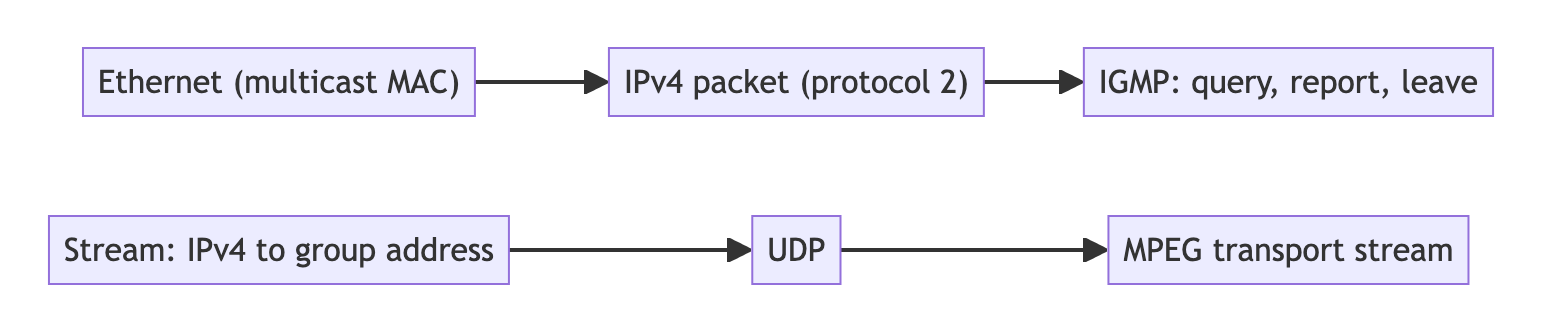 Ethernet (multicast MAC)
IPv4 packet (protocol 2)
IGMP: query, report, leave
Stream: IPv4 to group address
UDP
MPEG transport stream